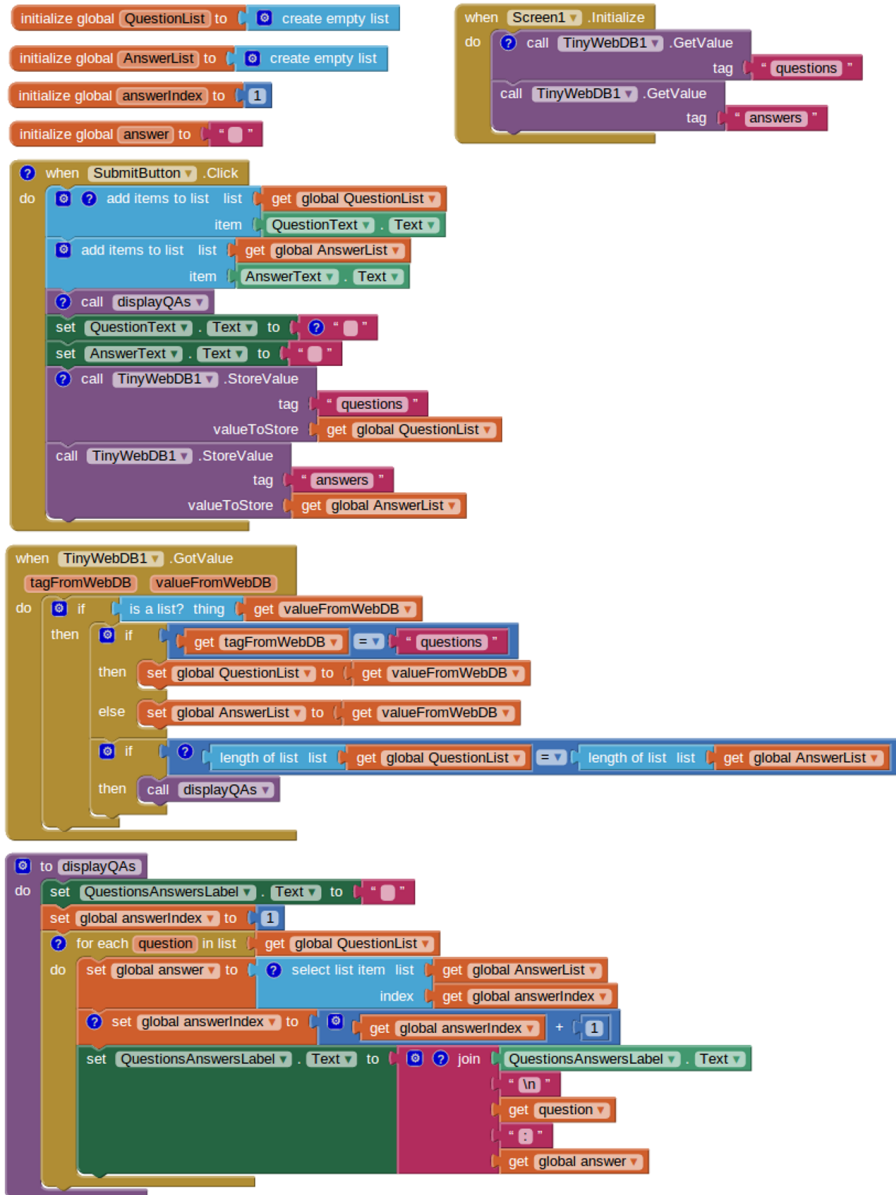 initialize global QuestionList to create empty list
initialize global AnswerList to create empty list
initialize global answerIndex to 1
initialize global answer to “ ”
when Screen1 .Initialize
do ? call TinyWebDB1 .GetValue
tag “ questions ”
call TinyWebDB1 .GetValue
tag “ answers ”
? when SubmitButton .Click
do ? add items to list list get global QuestionList
item QuestionText . Text
add items to list list get global AnswerList
item AnswerText . Text
? call displayQAs
set QuestionText . Text to ? “ ”
set AnswerText . Text to “ ”
? call TinyWebDB1 .StoreValue
tag “ questions ”
valueToStore get global QuestionList
call TinyWebDB1 .StoreValue
tag “ answers ”
valueToStore get global AnswerList
when TinyWebDB1 .GotValue
tagFromWebDB valueFromWebDB
do if is a list? thing get valueFromWebDB
then if get tagFromWebDB = “ questions ”
then set global QuestionList to get valueFromWebDB
else set global AnswerList to get valueFromWebDB
if ? length of list list get global QuestionList = length of list list get global AnswerList
then call displayQAs
to displayQAs
do set QuestionsAnswersLabel . Text to “ ”
set global answerIndex to 1
? for each question in list get global QuestionList
do set global answer to ? select list item list get global AnswerList
index get global answerIndex
? set global answerIndex to get global answerIndex + 1
set QuestionsAnswersLabel . Text to ? join QuestionsAnswersLabel . Text
“ \n ”
get question
“ : ”
get global answer